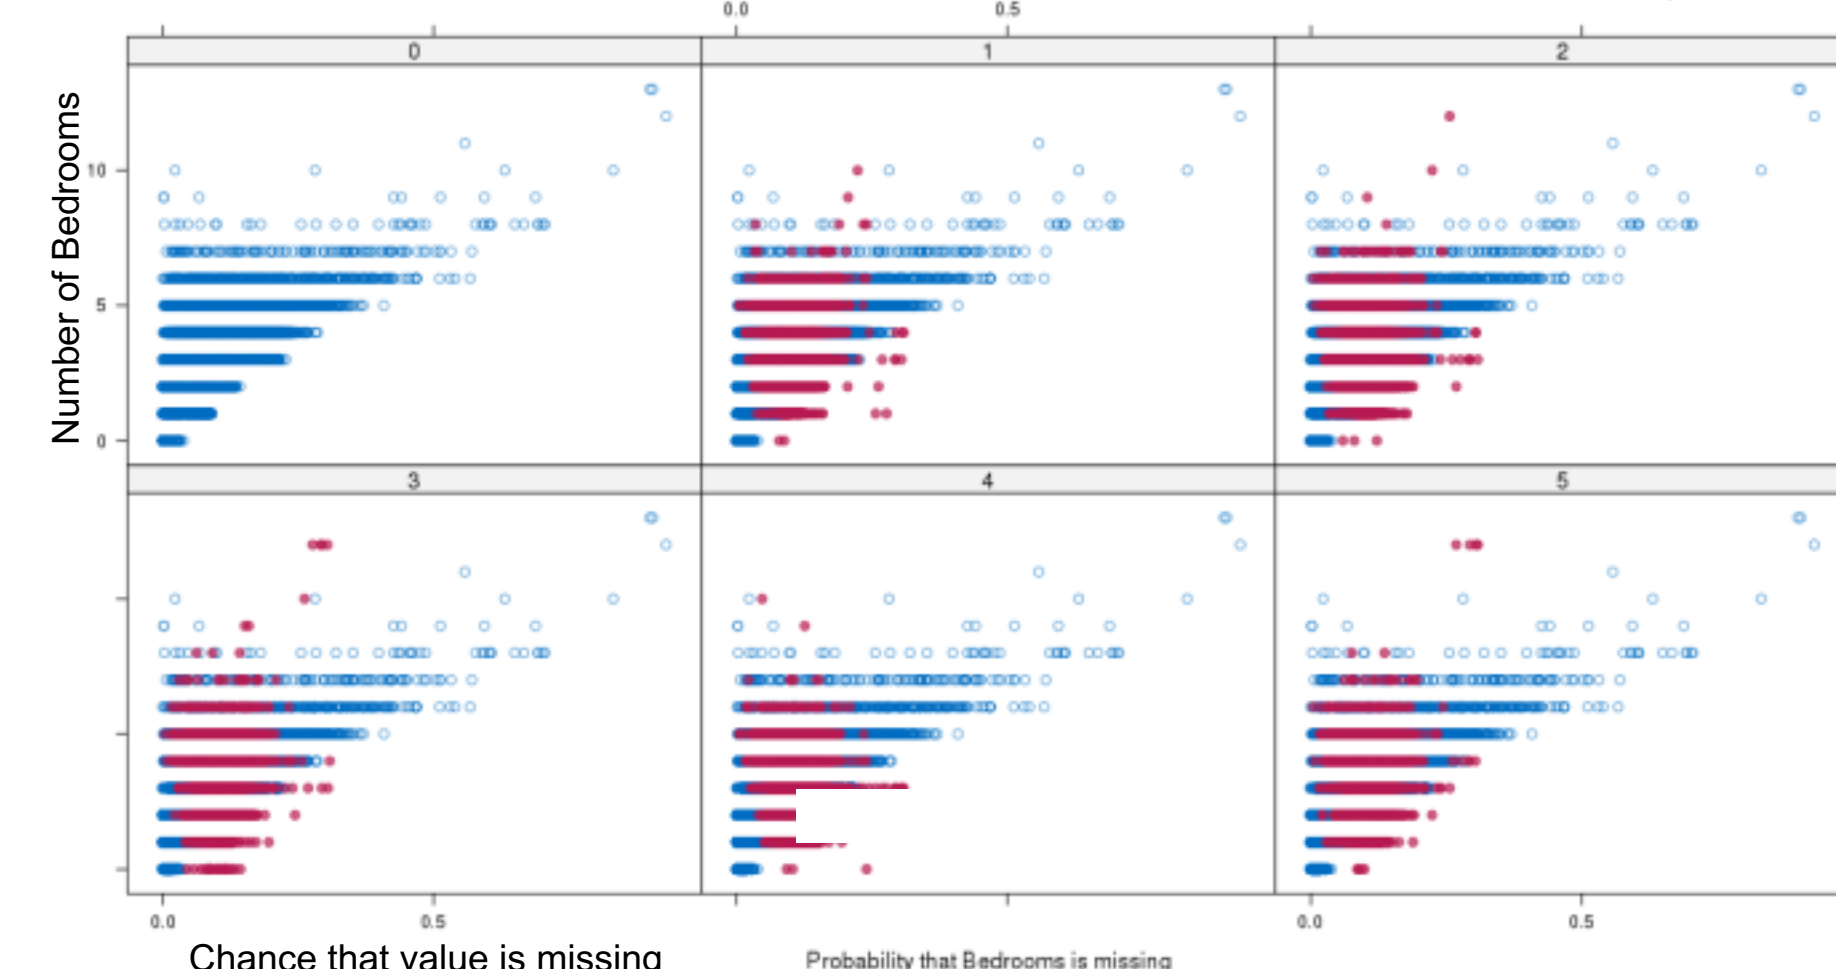 0.0 0.5
0 1 2
Number of Bedrooms
10
5
0
3 4 5
0.0 0.5 0.0 0.5
Chance that value is missing
Probability that Bedrooms is missing